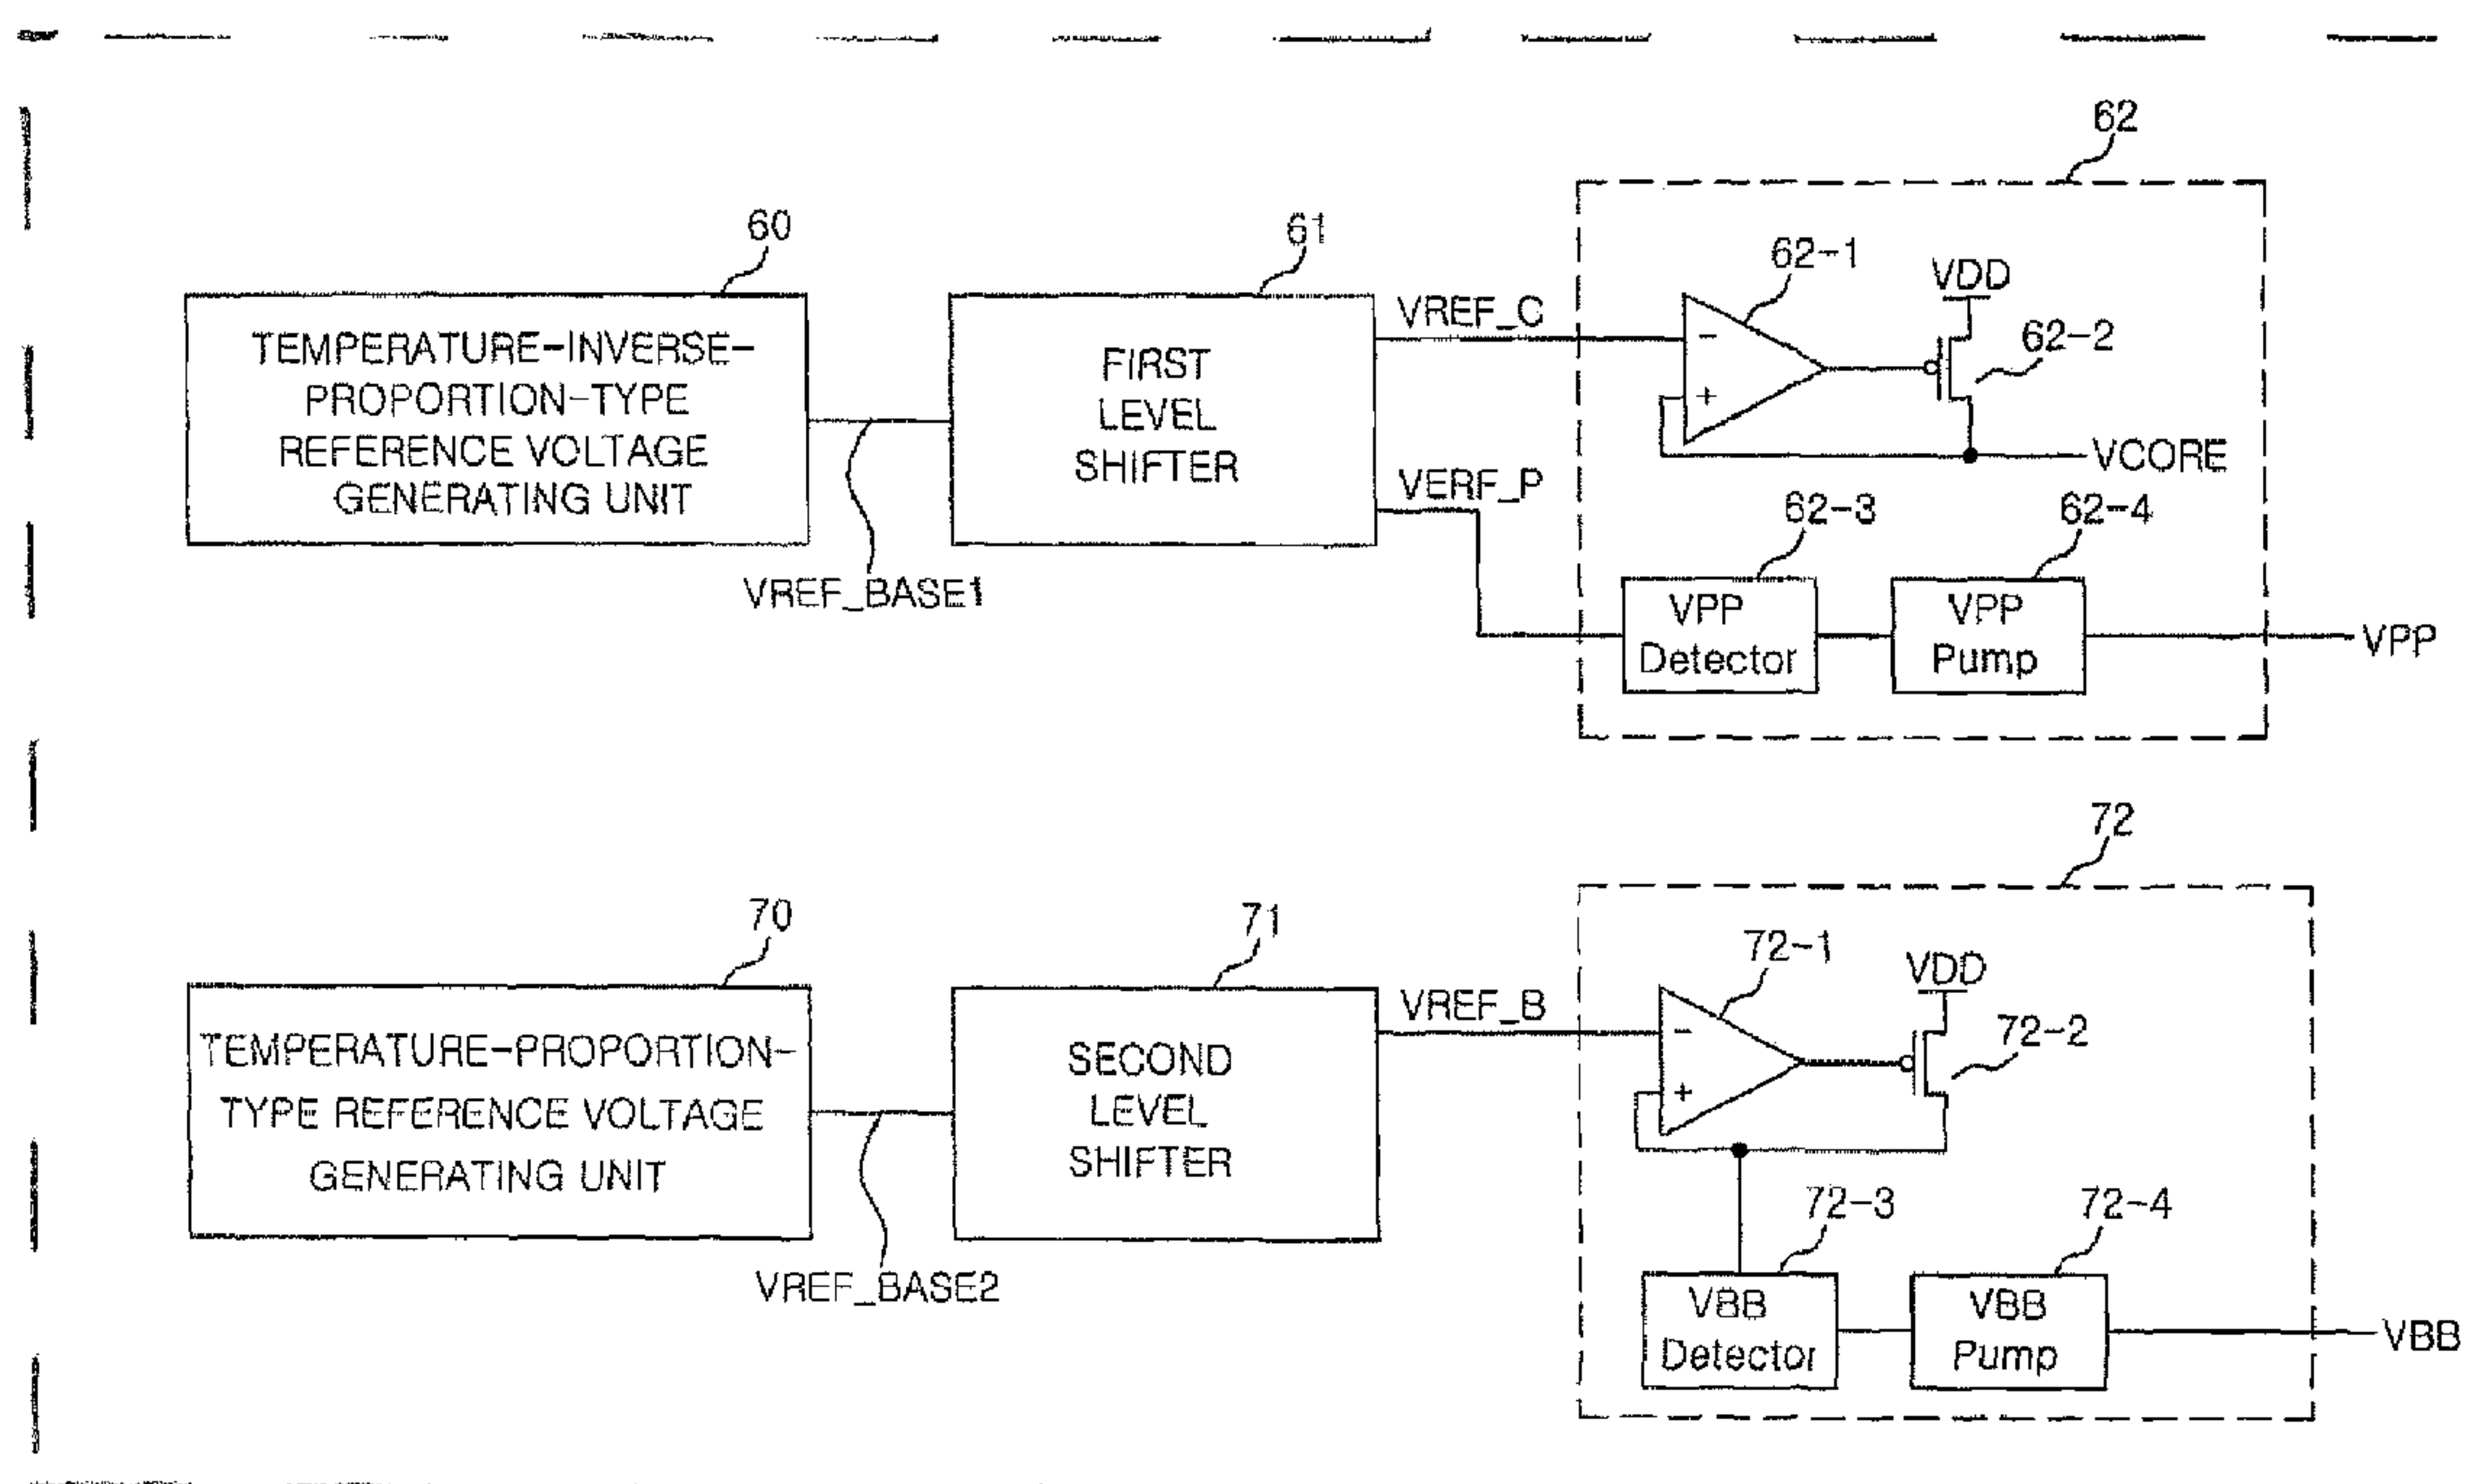 62
60
61
62-1
VDD
TEMPERATURE-INVERSE-
PROPORTION-TYPE
REFERENCE VOLTAGE
GENERATING UNIT
FIRST
LEVEL
SHIFTER
VREF_C
−
+
62-2
VCORE
VERF_P
62-3
62-4
VREF_BASE1
VPP
Detector
VPP
Pump
VPP
72
70
71
72-1
VDD
TEMPERATURE-PROPORTION-
TYPE REFERENCE VOLTAGE
GENERATING UNIT
SECOND
LEVEL
SHIFTER
VREF_B
−
+
72-2
72-3
72-4
VREF_BASE2
VBB
Detector
VBB
Pump
VBB